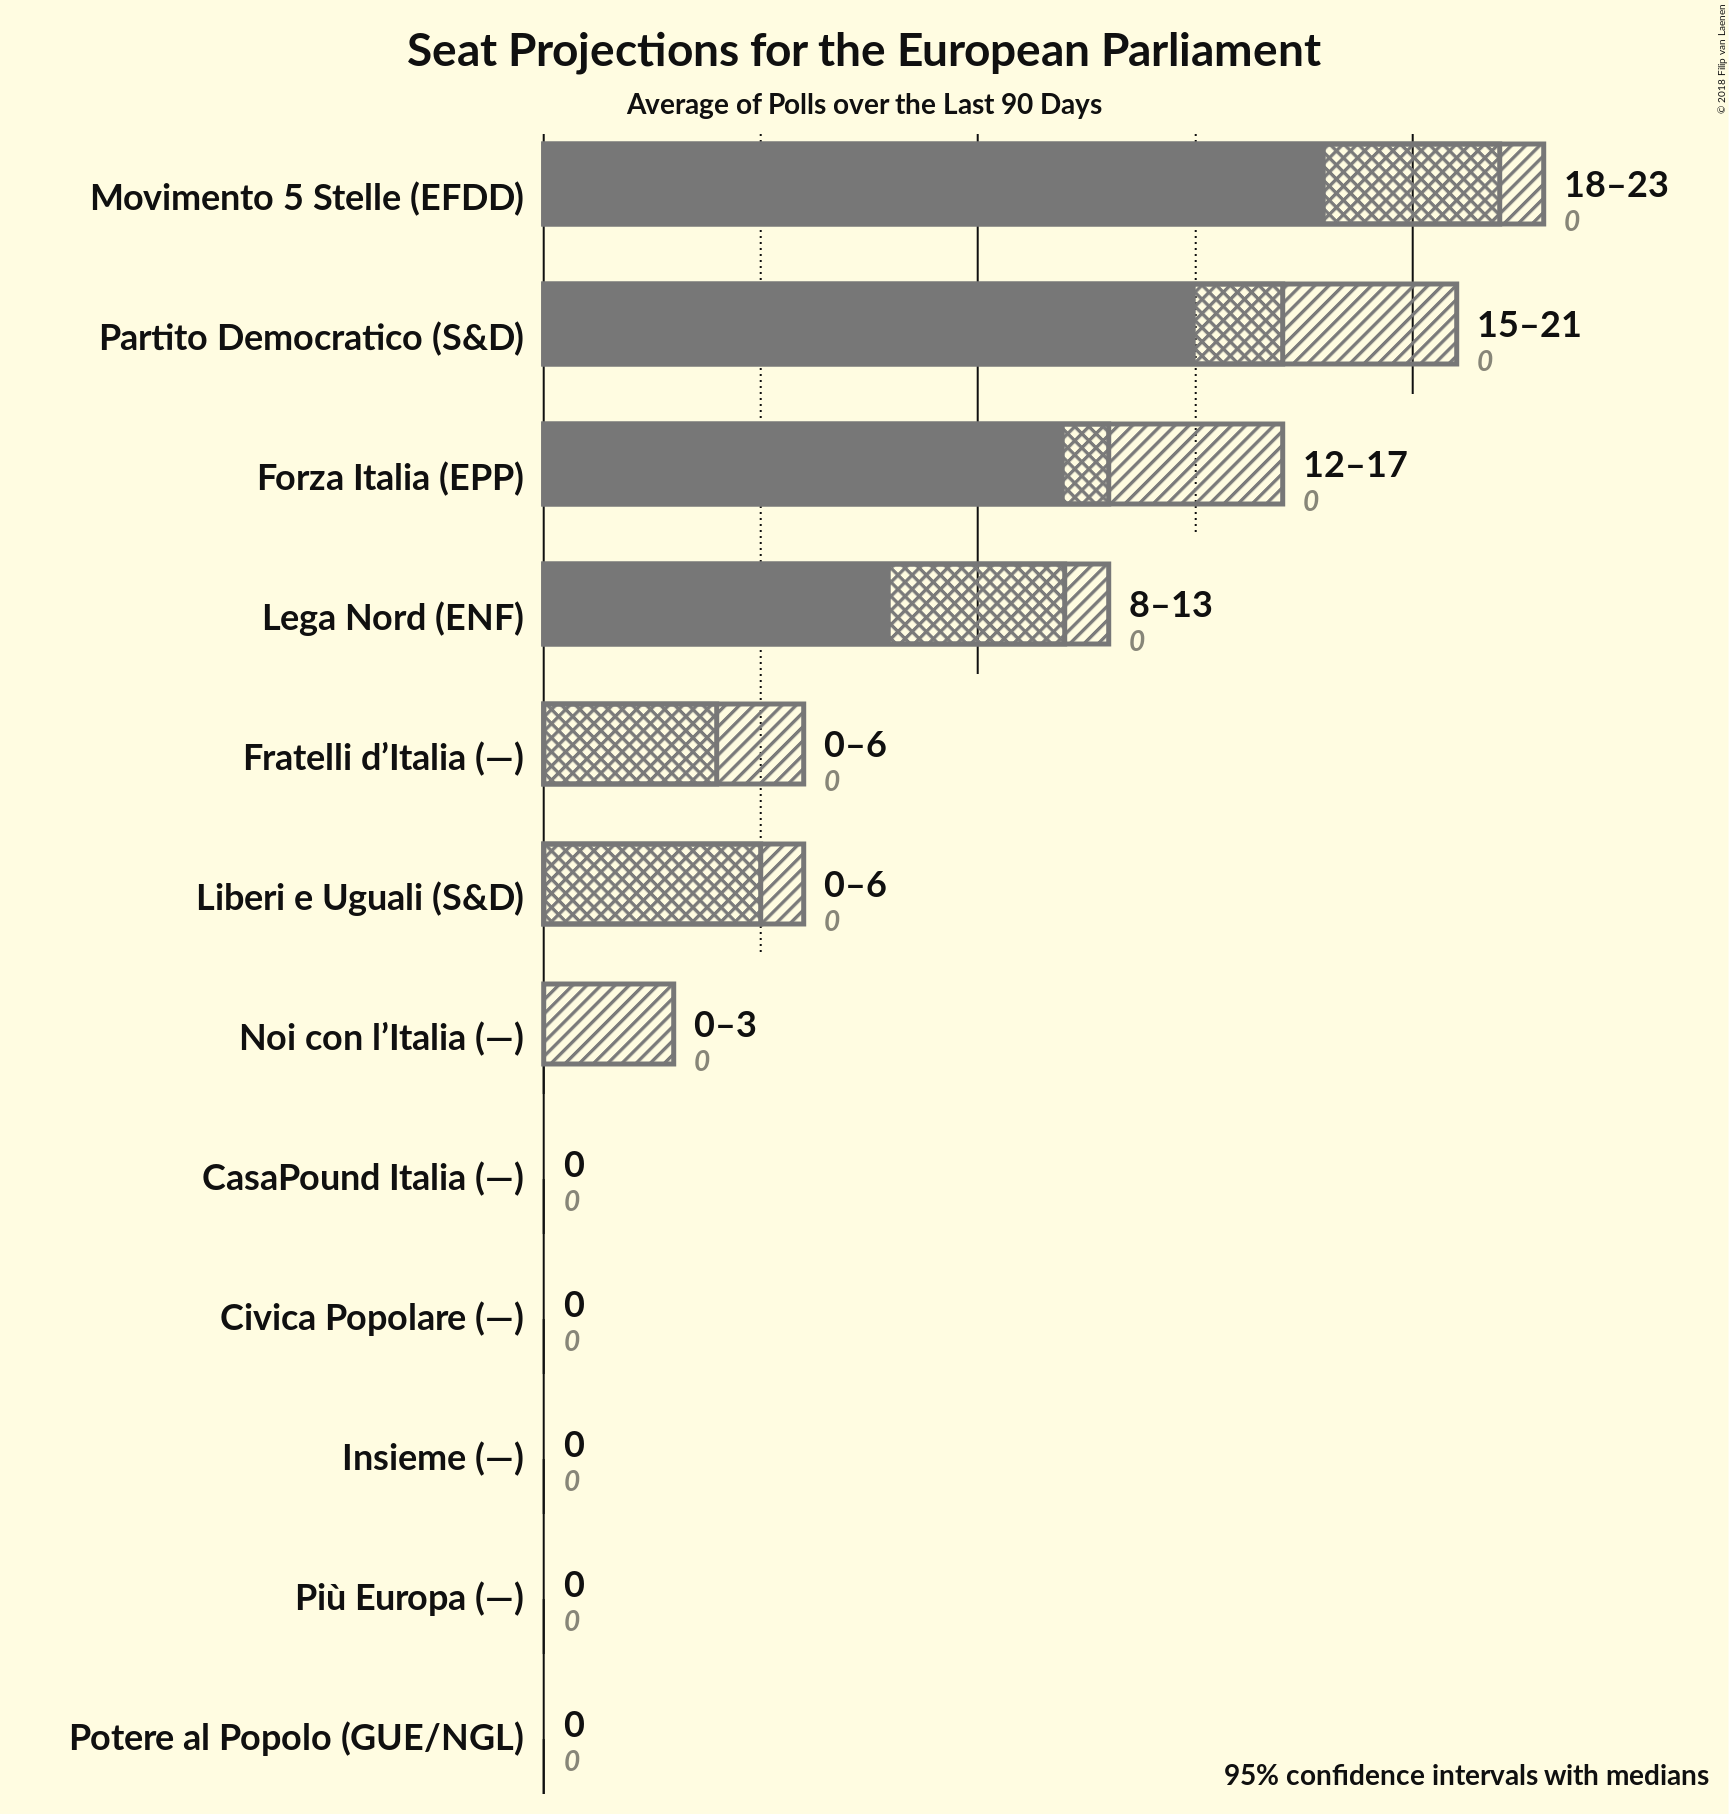 Seat Projections for the European Parliament
Average of Polls over the Last 90 Days
© 2018 Filip van Laenen
Movimento 5 Stelle (EFDD)
18–23
0
Partito Democratico (S&D)
15–21
0
Forza Italia (EPP)
12–17
0
Lega Nord (ENF)
8–13
0
Fratelli d’Italia (—)
0–6
0
Liberi e Uguali (S&D)
0–6
0
Noi con l’Italia (—)
0–3
0
CasaPound Italia (—)
0
0
Civica Popolare (—)
0
0
Insieme (—)
0
0
Più Europa (—)
0
0
Potere al Popolo (GUE/NGL)
0
0
95% confidence intervals with medians